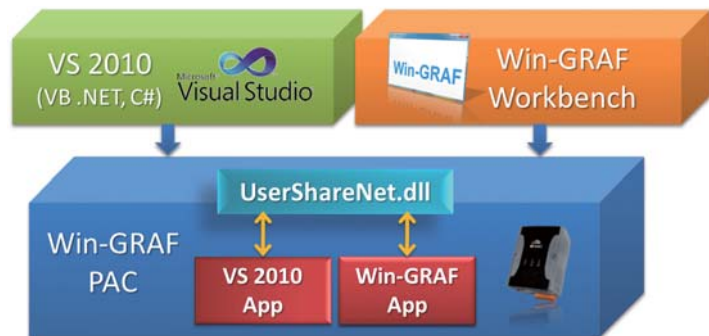 VS 2010
(VB .NET, C#)
Microsoft
Visual Studio
Win-GRAF
Win-GRAF
Workbench
UserShareNet.dll
Win-GRAF
PAC
VS 2010
App
Win-GRAF
App